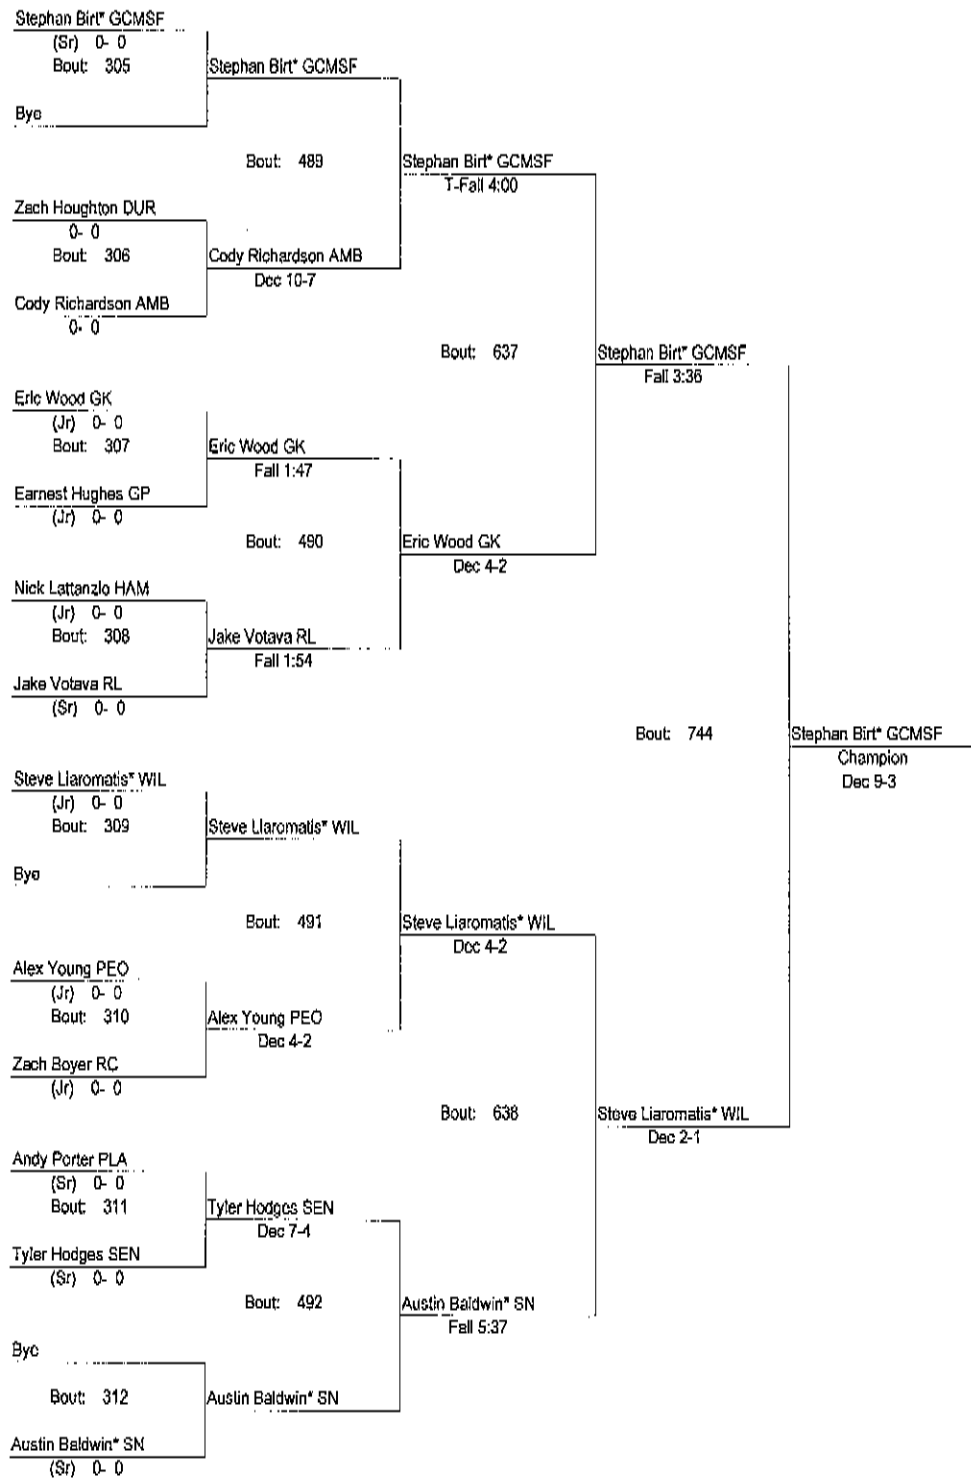 Stephan Birt* GCMSF
(Sr) 0- 0
Bout: 305
Stephan Birt* GCMSF
Bye
Bout: 489
Stephan Birt* GCMSF
T-Fall 4:00
Zach Houghton DUR
0- 0
Bout: 306
Cody Richardson AMB
Dec 10-7
Cody Richardson AMB
0- 0
Bout: 637
Stephan Birt* GCMSF
Fall 3:36
Eric Wood GK
(Jr) 0- 0
Bout: 307
Eric Wood GK
Fall 1:47
Earnest Hughes GP
(Jr) 0- 0
Bout: 490
Eric Wood GK
Dec 4-2
Nick Lattanzio HAM
(Jr) 0- 0
Bout: 308
Jake Votava RL
Fall 1:54
Jake Votava RL
(Sr) 0- 0
Bout: 744
Stephan Birt* GCMSF
Champion
Dec 9-3
Steve Liaromatis* WIL
(Jr) 0- 0
Bout: 309
Steve Liaromatis* WIL
Bye
Bout: 491
Steve Liaromatis* WIL
Dec 4-2
Alex Young PEO
(Jr) 0- 0
Bout: 310
Alex Young PEO
Dec 4-2
Zach Boyer RC
(Jr) 0- 0
Bout: 638
Steve Liaromatis* WIL
Dec 2-1
Andy Porter PLA
(Sr) 0- 0
Bout: 311
Tyler Hodges SEN
Dec 7-4
Tyler Hodges SEN
(Sr) 0- 0
Bout: 492
Austin Baldwin* SN
Fall 5:37
Bye
Bout: 312
Austin Baldwin* SN
Austin Baldwin* SN
(Sr) 0- 0